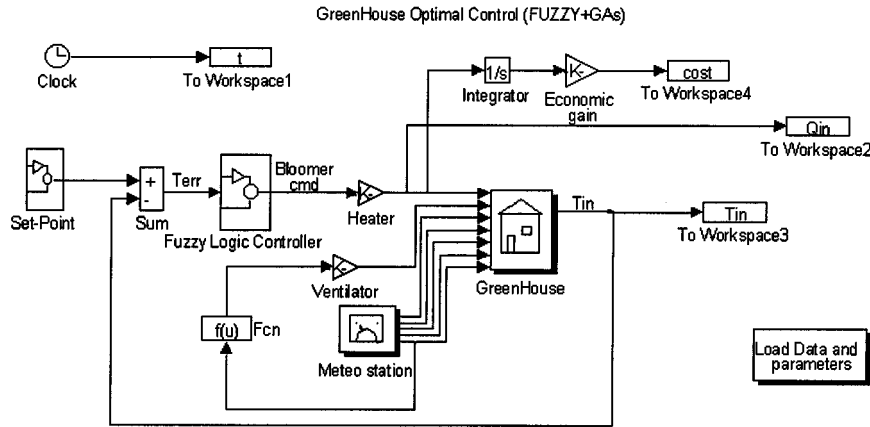 GreenHouse Optimal Control (FUZZY+GAs)
Clock
t
To Workspace1
1/s
Integrator
K-
Economic
gain
cost
To Workspace4
Qin
To Workspace2
Set-Point
+
-
Sum
Terr
Fuzzy Logic Controller
Bloomer
cmd
K-
Heater
Tin
GreenHouse
Tin
To Workspace3
K-
Ventilator
f(u)
Fcn
Meteo station
Load Data and
parameters